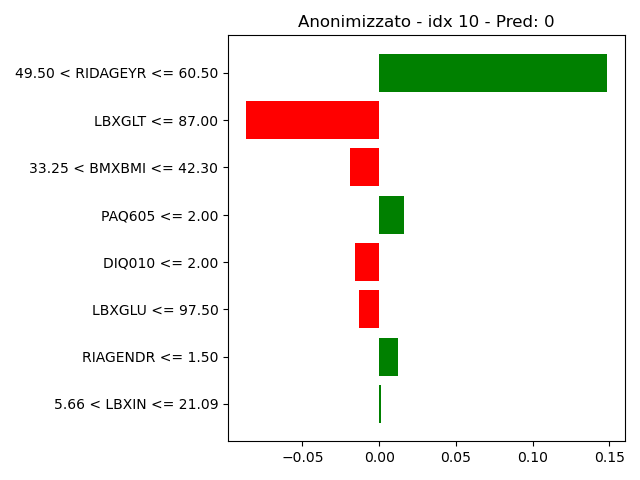 Anonimizzato - idx 10 - Pred: 0
49.50 < RIDAGEYR <= 60.50
LBXGLT <= 87.00
33.25 < BMXBMI <= 42.30
PAQ605 <= 2.00
DIQ010 <= 2.00
LBXGLU <= 97.50
RIAGENDR <= 1.50
5.66 < LBXIN <= 21.09
−0.05 0.00 0.05 0.10 0.15